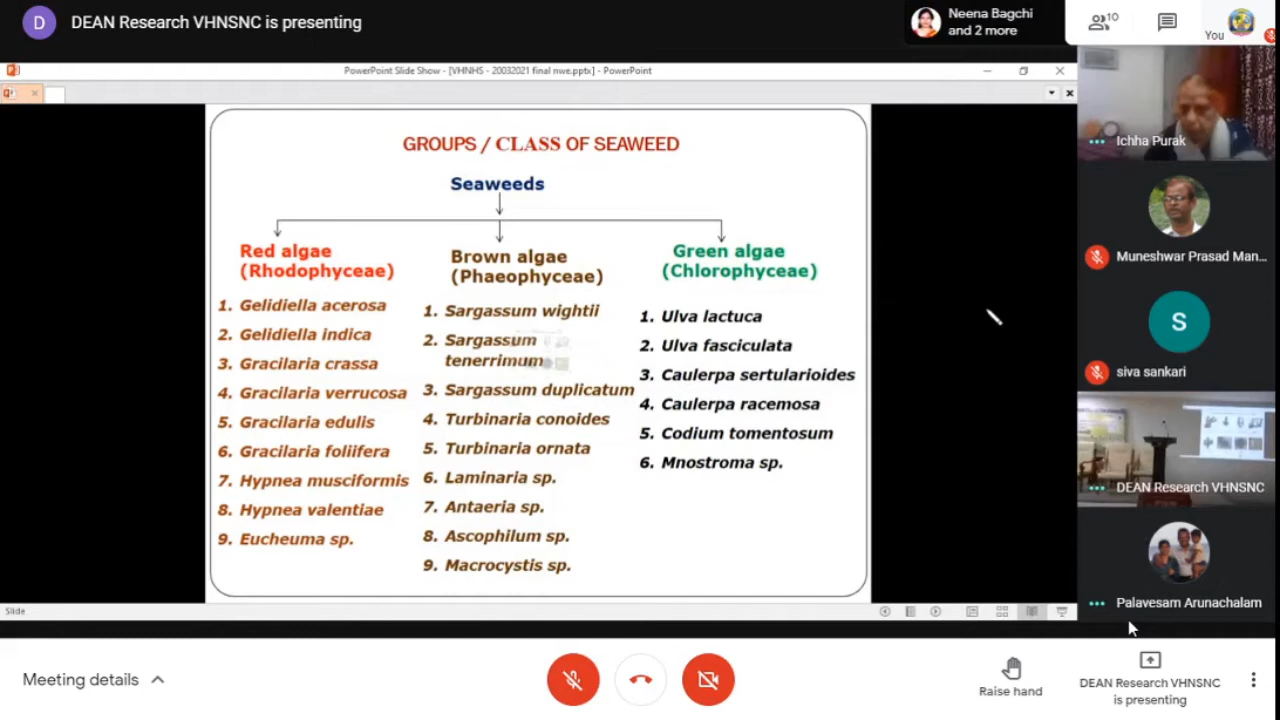 D DEAN Research VHNSNC is presenting
Neena Bagchi
and 2 more
10
You
PowerPoint Slide Show - [VHNHS - 20032021 final nwe.pptx] - PowerPoint
GROUPS / CLASS OF SEAWEED
Seaweeds
Red algae
(Rhodophyceae)
1. Gelidiella acerosa
2. Gelidiella indica
3. Gracilaria crassa
4. Gracilaria verrucosa
5. Gracilaria edulis
6. Gracilaria foliifera
7. Hypnea musciformis
8. Hypnea valentiae
9. Eucheuma sp.
Brown algae
(Phaeophyceae)
1. Sargassum wightii
2. Sargassum
tenerrimum
3. Sargassum duplicatum
4. Turbinaria conoides
5. Turbinaria ornata
6. Laminaria sp.
7. Antaeria sp.
8. Ascophilum sp.
9. Macrocystis sp.
Green algae
(Chlorophyceae)
1. Ulva lactuca
2. Ulva fasciculata
3. Caulerpa sertularioides
4. Caulerpa racemosa
5. Codium tomentosum
6. Mnostroma sp.
Ichha Purak
Muneshwar Prasad Man...
S
siva sankari
DEAN Research VHNSNC
Palavesam Arunachalam
Slide
Meeting details
Raise hand
DEAN Research VHNSNC
is presenting